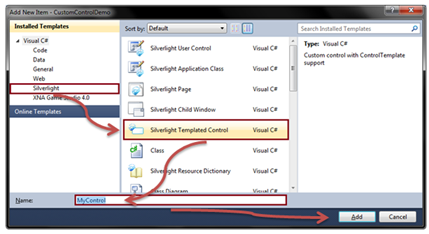 Add New Item - CustomControlDemo
Installed Templates
Visual C#
Code
Data
General
Web
Silverlight
XNA Game Studio 4.0
Online Templates
Sort by: Default
Silverlight User Control Visual C#
Silverlight Application Class Visual C#
Silverlight Page Visual C#
Silverlight Child Window Visual C#
Silverlight Templated Control Visual C#
Class Visual C#
Silverlight Resource Dictionary Visual C#
Class Diagram Visual C#
Search Installed Templates
Type: Visual C#
Custom control with ControlTemplate
support
Name: MyControl
Add Cancel